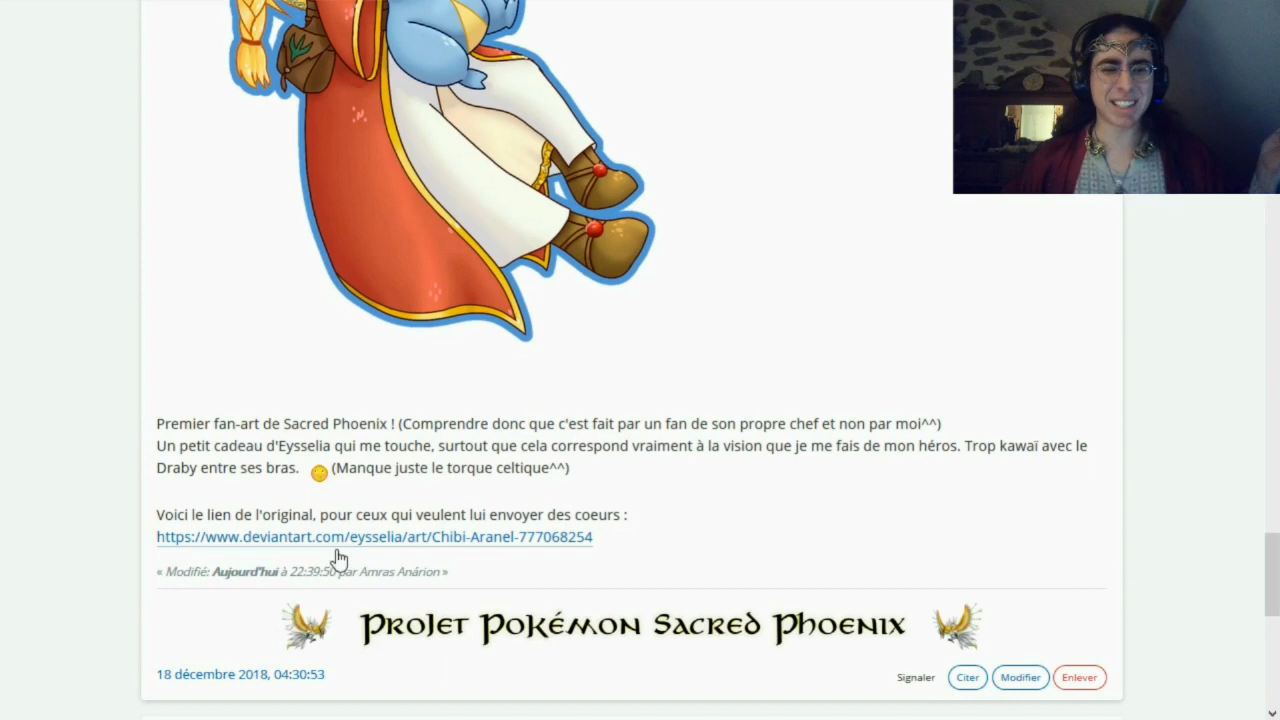 Premier fan-art de Sacred Phoenix ! (Comprendre donc que c'est fait par un fan de son propre chef et non par moi^^)
Un petit cadeau d'Eysselia qui me touche, surtout que cela correspond vraiment à la vision que je me fais de mon héros. Trop kawaï avec le
Draby entre ses bras. (Manque juste le torque celtique^^)
Voici le lien de l'original, pour ceux qui veulent lui envoyer des coeurs :
https://www.deviantart.com/eysselia/art/Chibi-Aranel-777068254
« Modifié: Aujourd'hui à 22:39:50 par Amras Anárion »
Projet Pokémon Sacred Phoenix
18 décembre 2018, 04:30:53
Signaler Citer Modifier Enlever